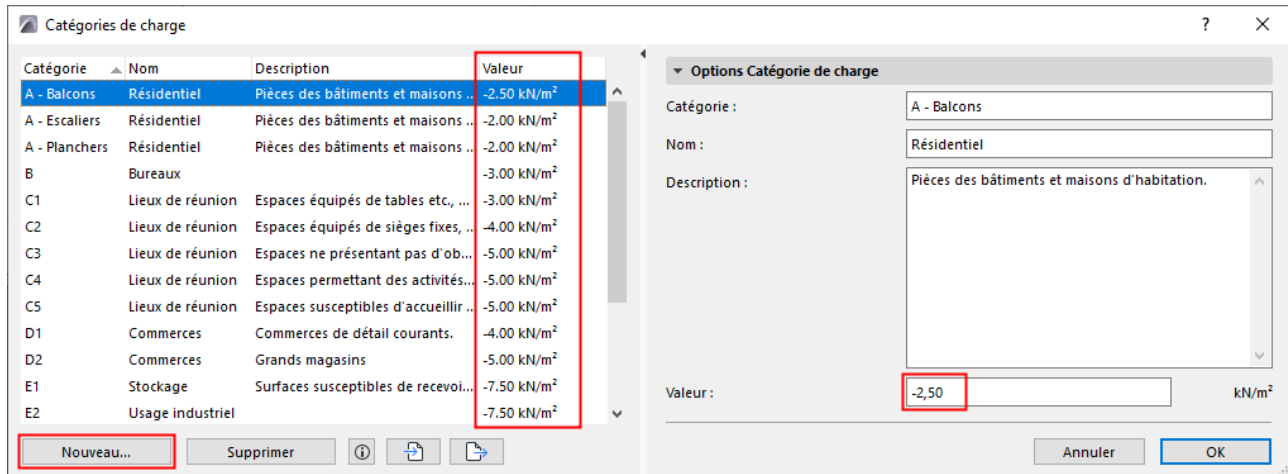 Catégories de charge
? ×
Catégorie Nom Description Valeur
A - Balcons Résidentiel Pièces des bâtiments et maisons ... -2.50 kN/m²
A - Escaliers Résidentiel Pièces des bâtiments et maisons ... -2.00 kN/m²
A - Planchers Résidentiel Pièces des bâtiments et maisons ... -2.00 kN/m²
B Bureaux -3.00 kN/m²
C1 Lieux de réunion Espaces équipés de tables etc., ... -3.00 kN/m²
C2 Lieux de réunion Espaces équipés de sièges fixes, ... -4.00 kN/m²
C3 Lieux de réunion Espaces ne présentant pas d'ob... -5.00 kN/m²
C4 Lieux de réunion Espaces permettant des activités... -5.00 kN/m²
C5 Lieux de réunion Espaces susceptibles d'accueillir ... -5.00 kN/m²
D1 Commerces Commerces de détail courants. -4.00 kN/m²
D2 Commerces Grands magasins -5.00 kN/m²
E1 Stockage Surfaces susceptibles de recevoi... -7.50 kN/m²
E2 Usage industriel -7.50 kN/m²
Nouveau... Supprimer
Options Catégorie de charge
Catégorie : A - Balcons
Nom : Résidentiel
Description : Pièces des bâtiments et maisons d'habitation.
Valeur : -2,50 kN/m²
Annuler OK